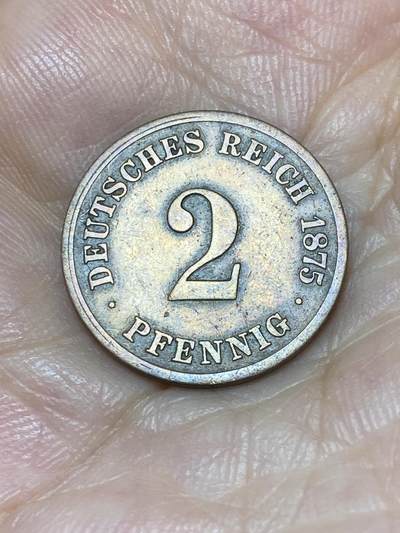 DEUTSCHES REICH 1875
2
· PFENNIG ·